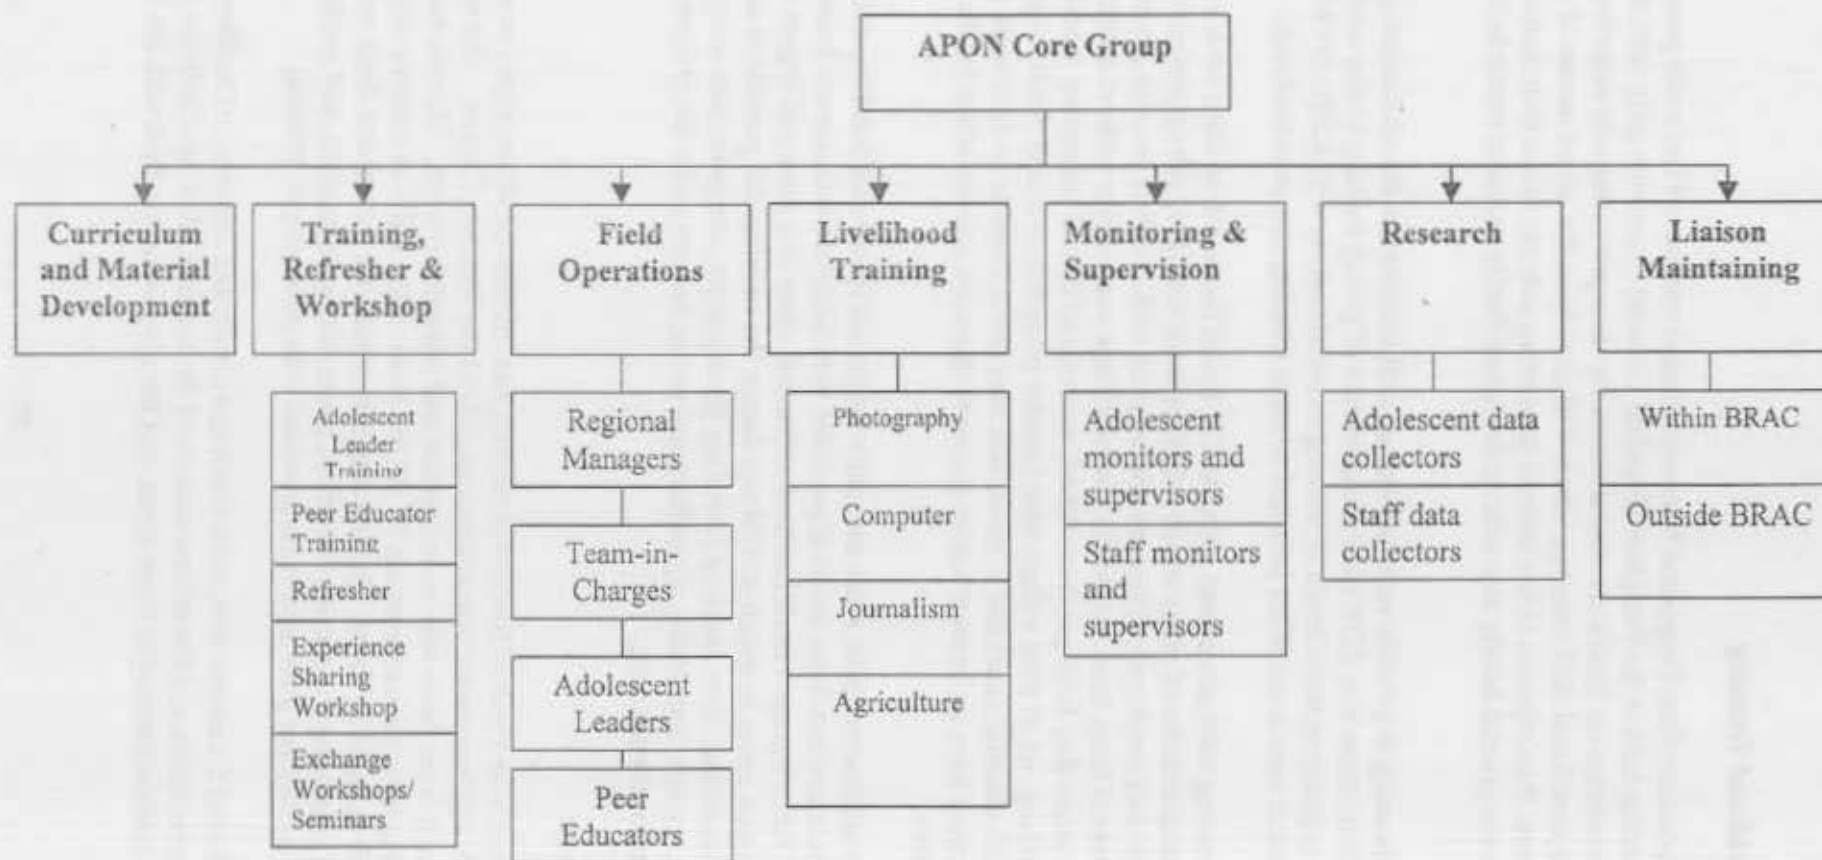 APON Core Group
Curriculum
and Material
Development
Training,
Refresher &
Workshop
Field
Operations
Livelihood
Training
Monitoring &
Supervision
Research
Liaison
Maintaining
Adolescent
Leader
Training
Peer Educator
Training
Refresher
Experience
Sharing
Workshop
Exchange
Workshops/
Seminars
Regional
Managers
Team-in-
Charges
Adolescent
Leaders
Peer
Educators
Photography
Computer
Journalism
Agriculture
Adolescent
monitors and
supervisors
Staff monitors
and
supervisors
Adolescent data
collectors
Staff data
collectors
Within BRAC
Outside BRAC